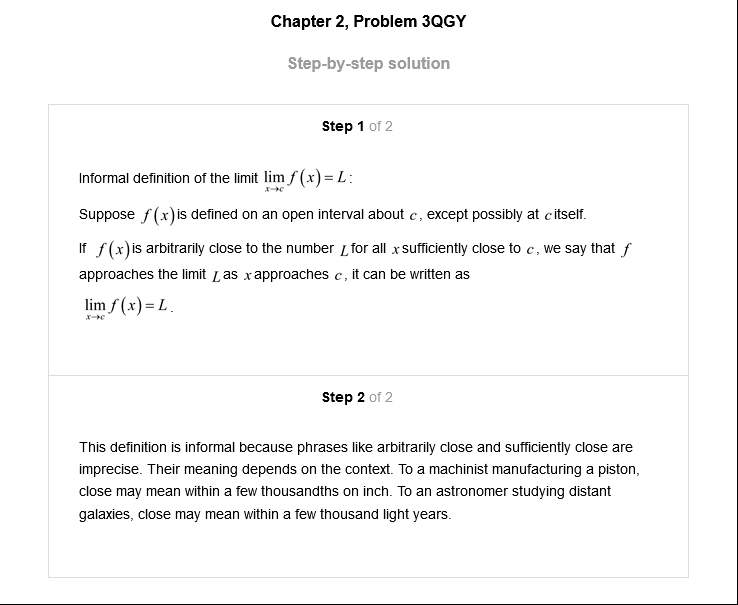 Chapter 2, Problem 3QGY
Step-by-step solution
Step 1 of 2
Informal definition of the limit lim f(x) = L:
x→c
Suppose f(x) is defined on an open interval about c, except possibly at c itself.
If f(x) is arbitrarily close to the number L for all x sufficiently close to c, we say that f
approaches the limit L as x approaches c, it can be written as
lim f(x) = L.
x→c
Step 2 of 2
This definition is informal because phrases like arbitrarily close and sufficiently close are
imprecise. Their meaning depends on the context. To a machinist manufacturing a piston,
close may mean within a few thousandths on inch. To an astronomer studying distant
galaxies, close may mean within a few thousand light years.